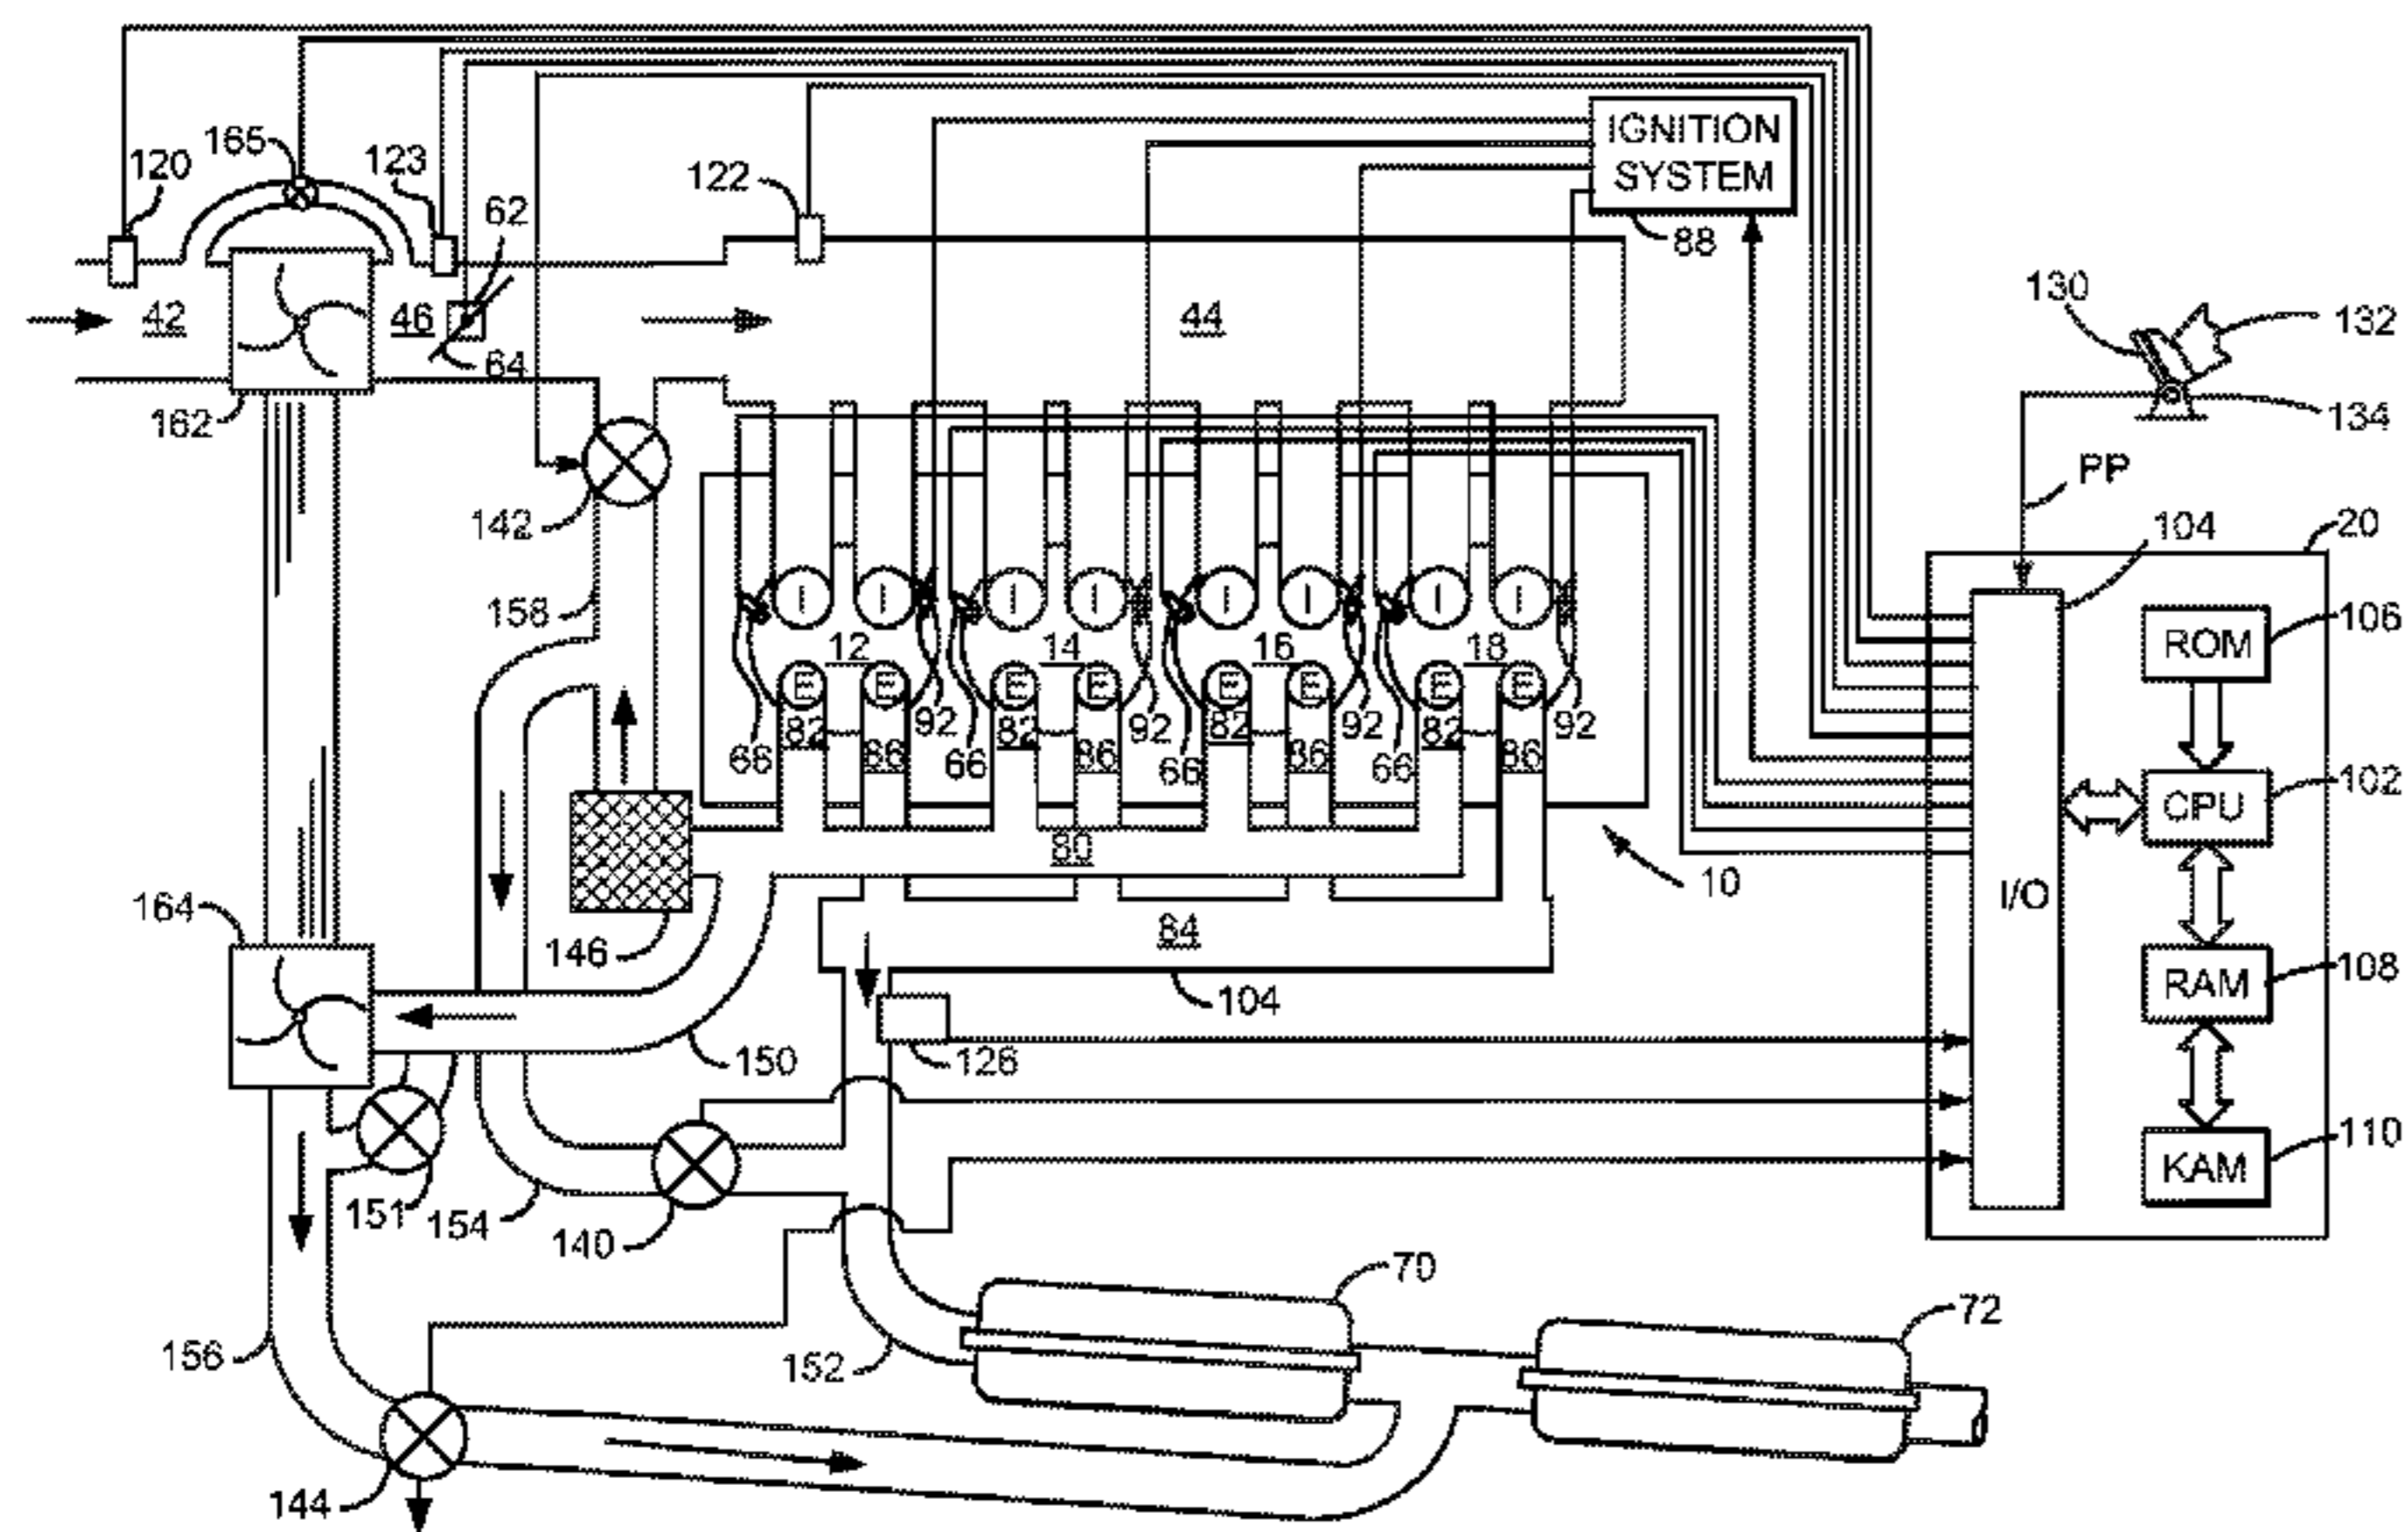 165
120
123
122
IGNITION
SYSTEM
62
88
42
46
44
130
132
64
134
162
PP
142
104
20
158
I I I I I I I I
106
ROM
12 14 16 18
E E E E E E E E
82 92 82 92 82 92 82 92
66 86 66 86 66 86 66 86
102
CPU
80
10
164
I/O
84
146
108
RAM
104
150
126
110
KAM
151
154
140
70
72
156
152
144